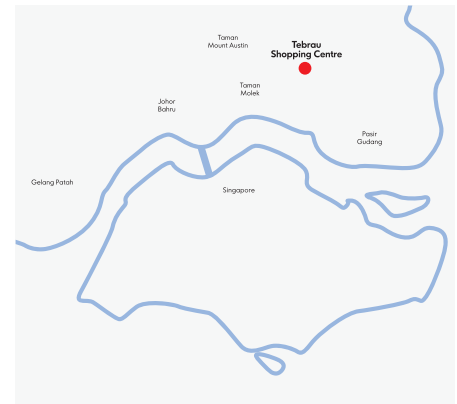 Taman
Mount Austin
Tebrau
Shopping Centre
Taman
Molek
Johor
Bahru
Pasir
Gudang
Gelang Patah
Singapore